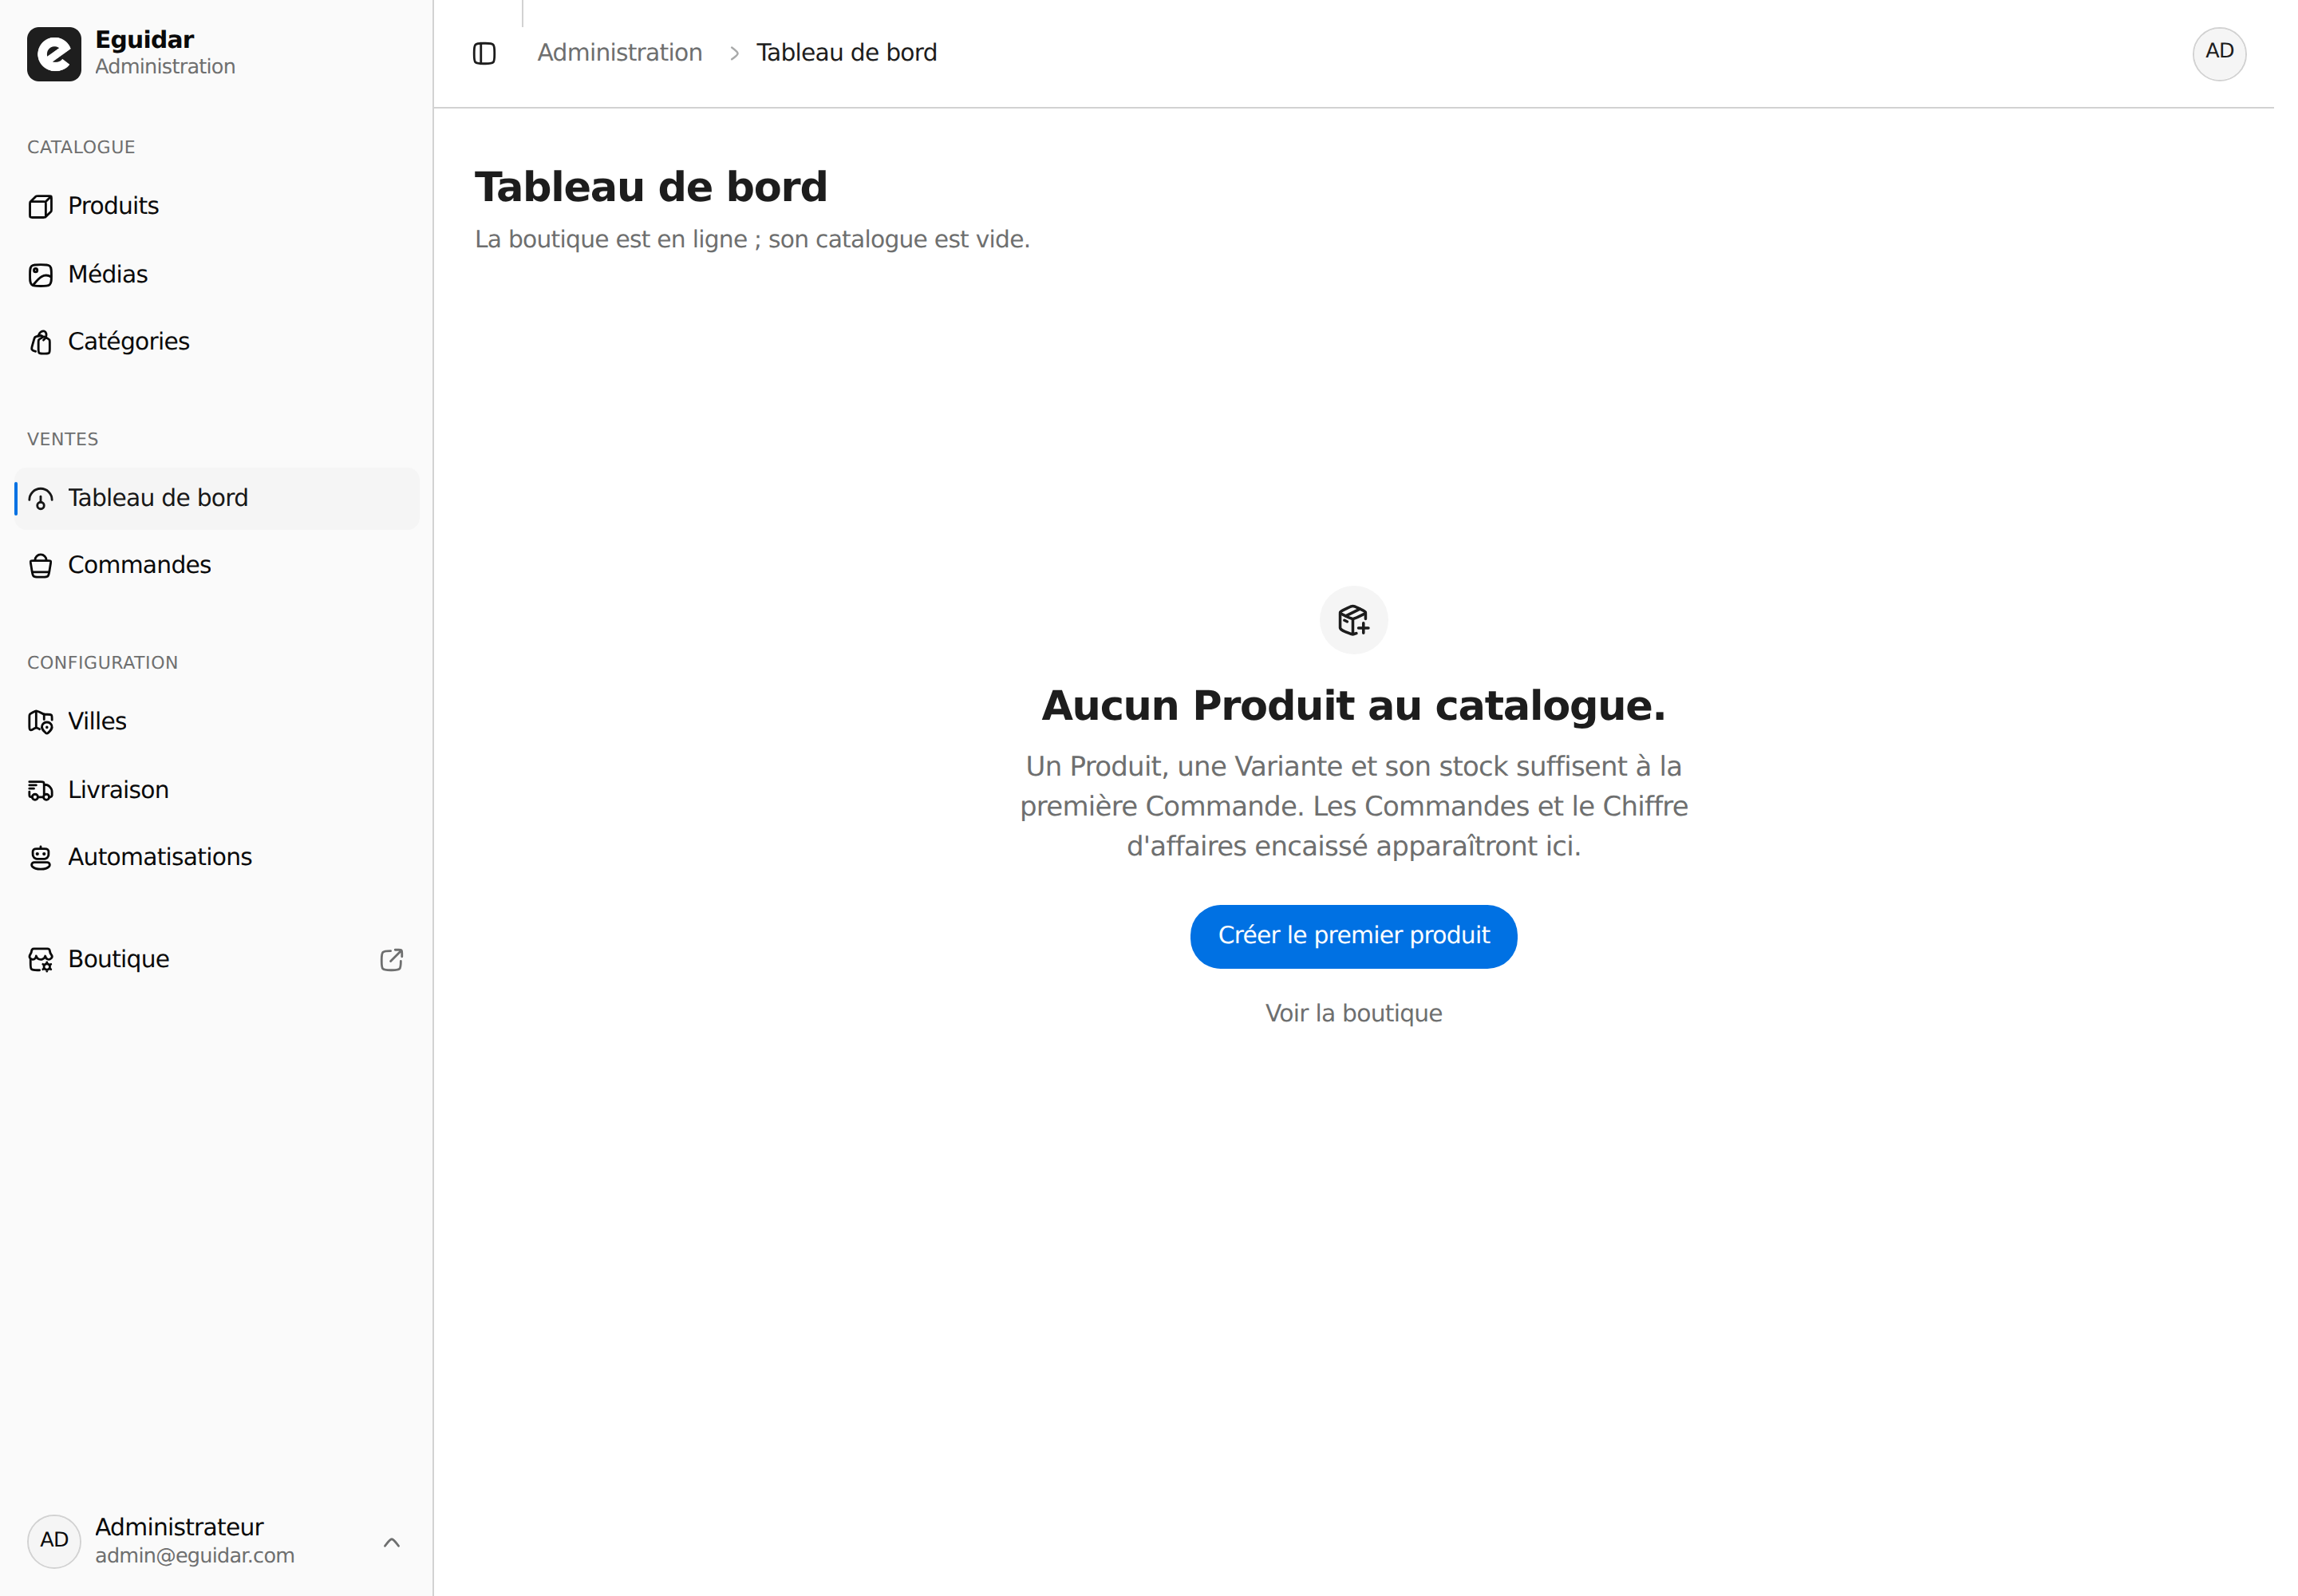 Eguidar
Administration
CATALOGUE
Produits
Médias
Catégories
VENTES
Tableau de bord
Commandes
CONFIGURATION
Villes
Livraison
Automatisations
Boutique
AD
Administrateur
admin@eguidar.com
Administration
Tableau de bord
AD
Tableau de bord
La boutique est en ligne ; son catalogue est vide.
Aucun Produit au catalogue.
Un Produit, une Variante et son stock suffisent à la
première Commande. Les Commandes et le Chiffre
d'affaires encaissé apparaîtront ici.
Créer le premier produit
Voir la boutique